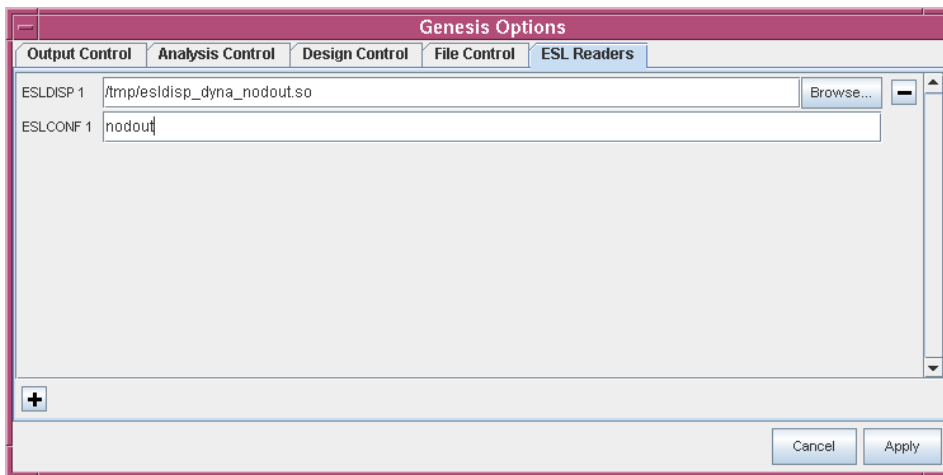 Genesis Options
Output Control Analysis Control Design Control File Control ESL Readers
ESLDISP 1 /tmp/esldisp_dyna_nodout.so Browse...
ESLCONF 1 nodout
Cancel Apply